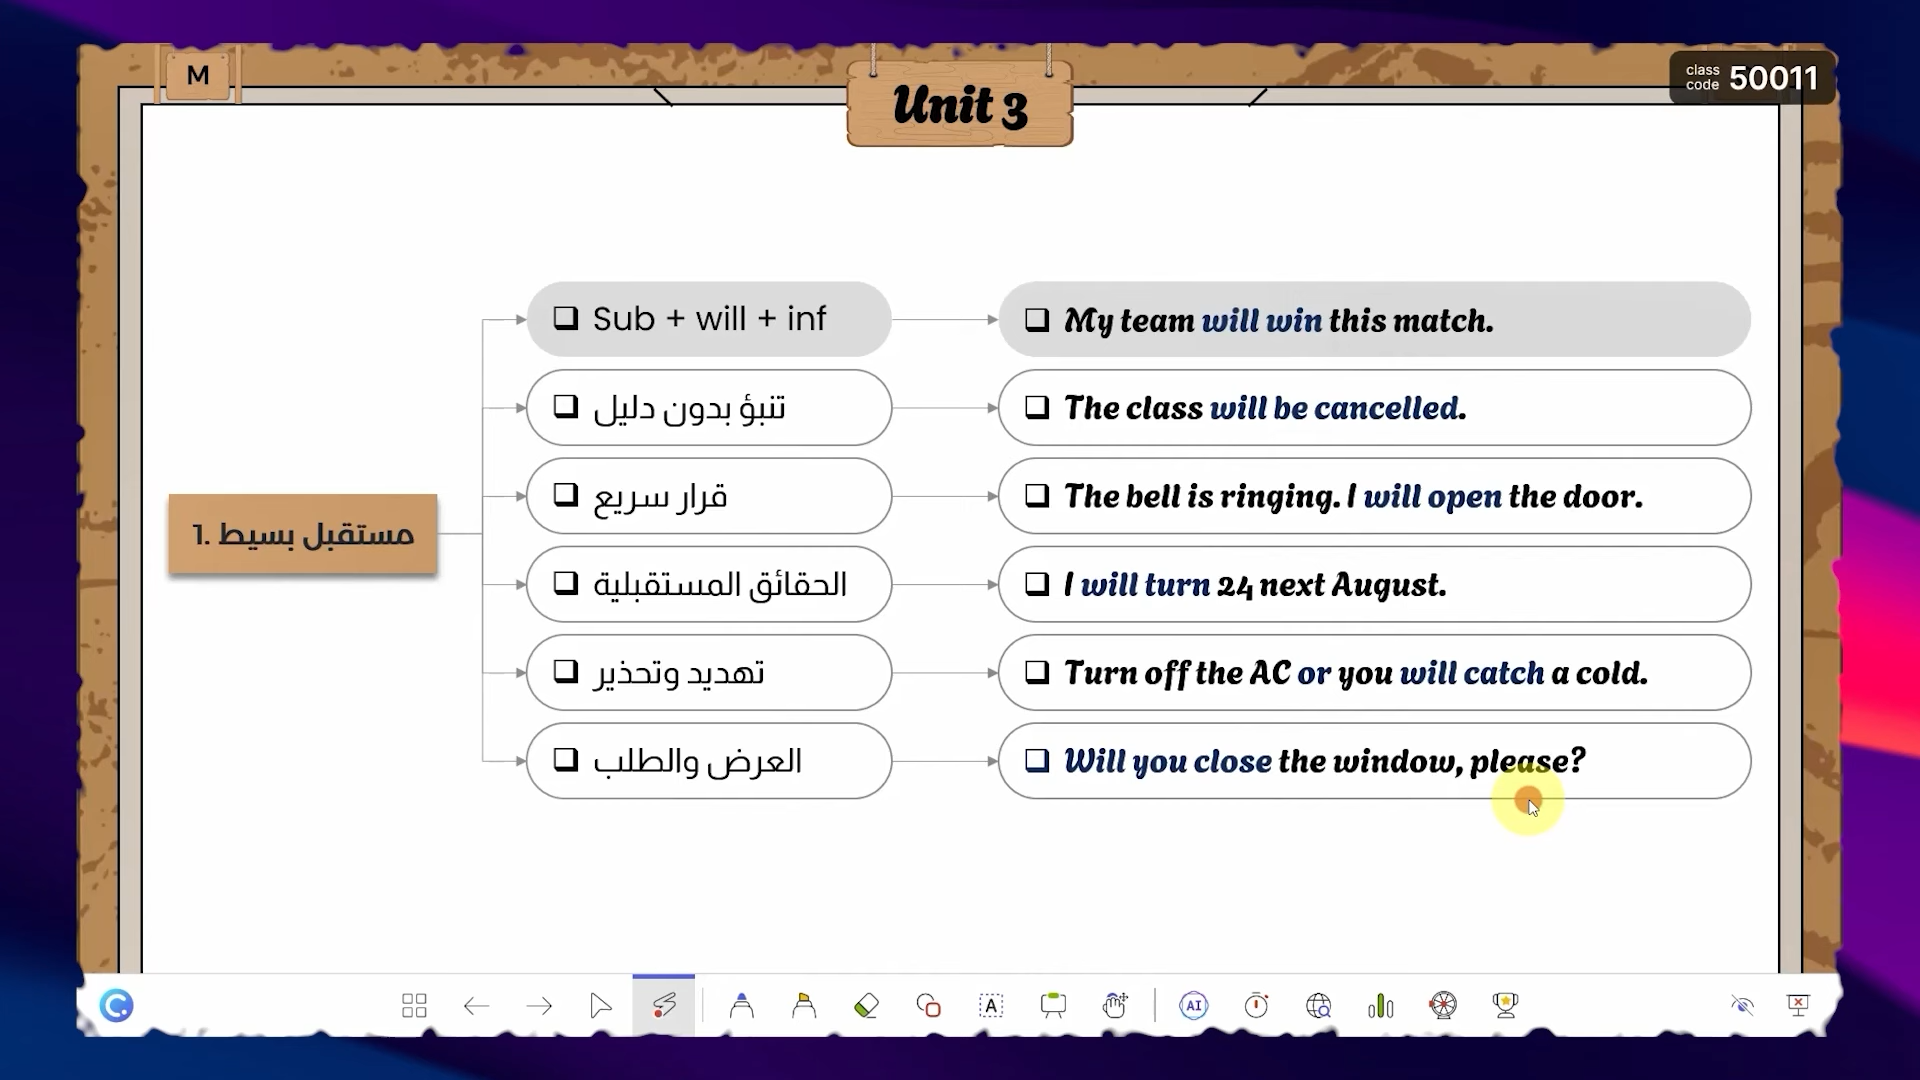 M
Unit 3
class code 50011
Sub + will + inf
My team will win this match.
تنبؤ بدون دليل
The class will be cancelled.
قرار سريع
The bell is ringing. I will open the door.
1. مستقبل بسيط
الحقائق المستقبلية
I will turn 24 next August.
تهديد وتحذير
Turn off the AC or you will catch a cold.
العرض والطلب
Will you close the window, please?
A
AI